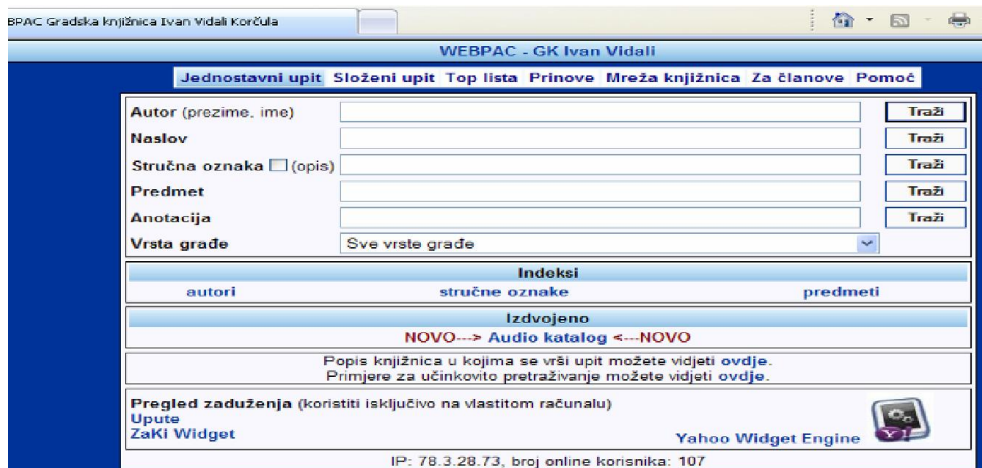 BPAC Gradska knjižnica Ivan Vidali Korčula
WEBPAC - GK Ivan Vidali
Jednostavni upit Složeni upit Top lista Prinove Mreža knjižnica Za članove Pomoć
Autor (prezime, ime) Traži
Naslov Traži
Stručna oznaka (opis) Traži
Predmet Traži
Anotacija Traži
Vrsta građe Sve vrste građe
Indeksi
autori stručne oznake predmeti
Izdvojeno
NOVO---> Audio katalog <---NOVO
Popis knjižnica u kojima se vrši upit možete vidjeti ovdje.
Primjere za učinkovito pretraživanje možete vidjeti ovdje.
Pregled zaduženja (koristiti isključivo na vlastitom računalu)
Upute
ZaKi Widget Yahoo Widget Engine
IP: 78.3.28.73, broj online korisnika: 107